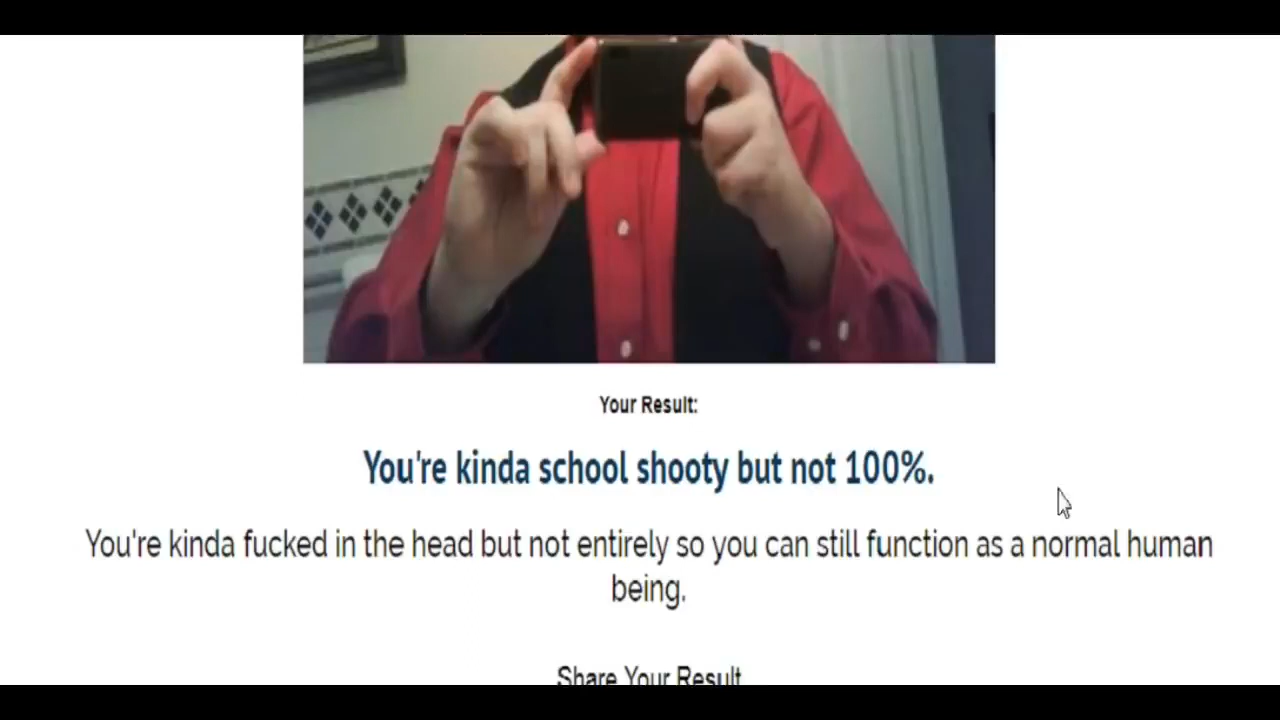 Your Result:
You're kinda school shooty but not 100%.
You're kinda fucked in the head but not entirely so you can still function as a normal human
being.
Share Your Result